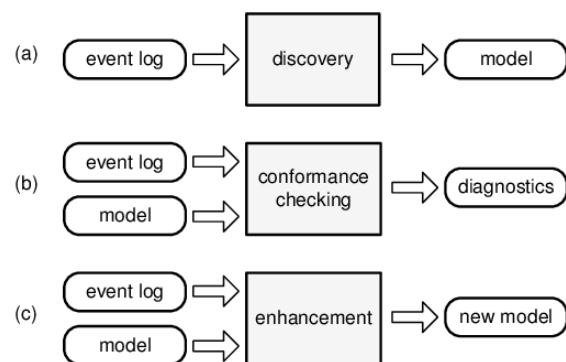 (a)
event log
discovery
model
(b)
event log
model
conformance
checking
diagnostics
(c)
event log
model
enhancement
new model